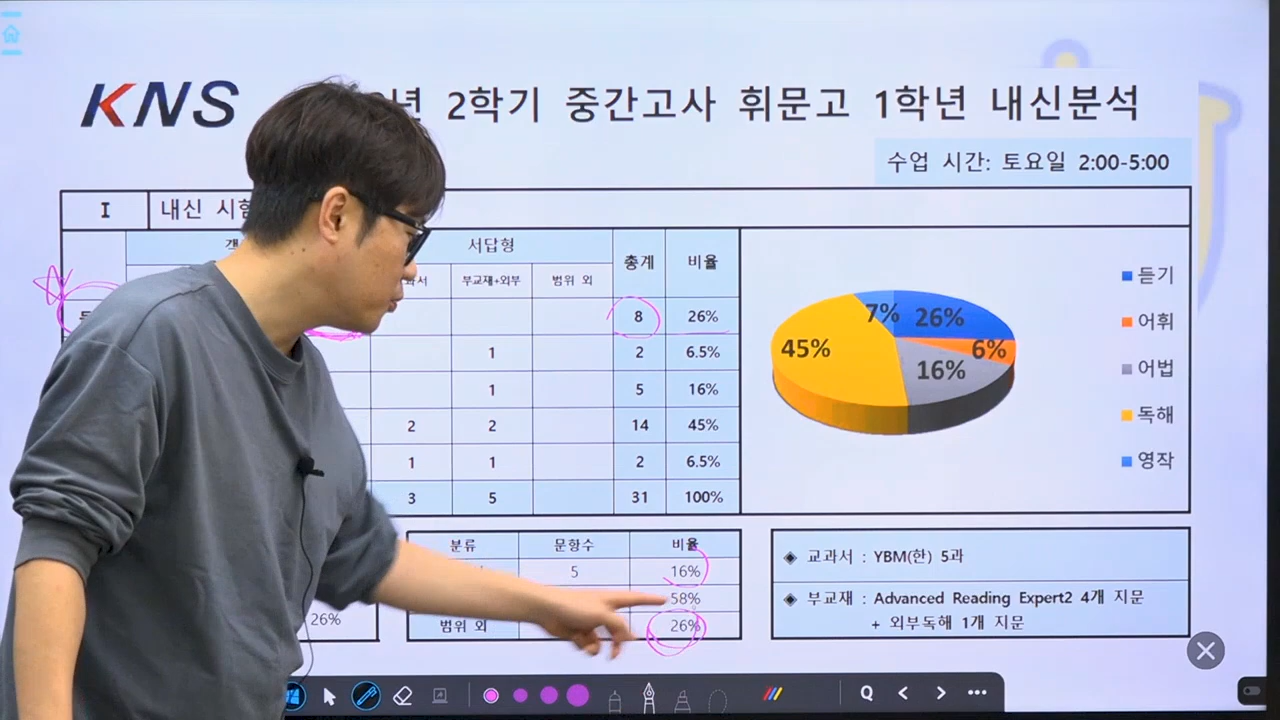 KNS
년 2학기 중간고사 휘문고 1학년 내신분석
수업 시간: 토요일 2:00-5:00
I 내신 시험
서답형 총계 비율
부교재+외부 범위 외
8 26%
1 2 6.5%
1 5 16%
2 2 14 45%
1 1 2 6.5%
3 5 31 100%
7% 26%
45% 6%
16%
듣기
어휘
어법
독해
영작
분류 문항수 비율
5 16%
58%
범위 외 26%
26%
◈ 교과서 : YBM(한) 5과
◈ 부교재 : Advanced Reading Expert2 4개 지문
+ 외부독해 1개 지문